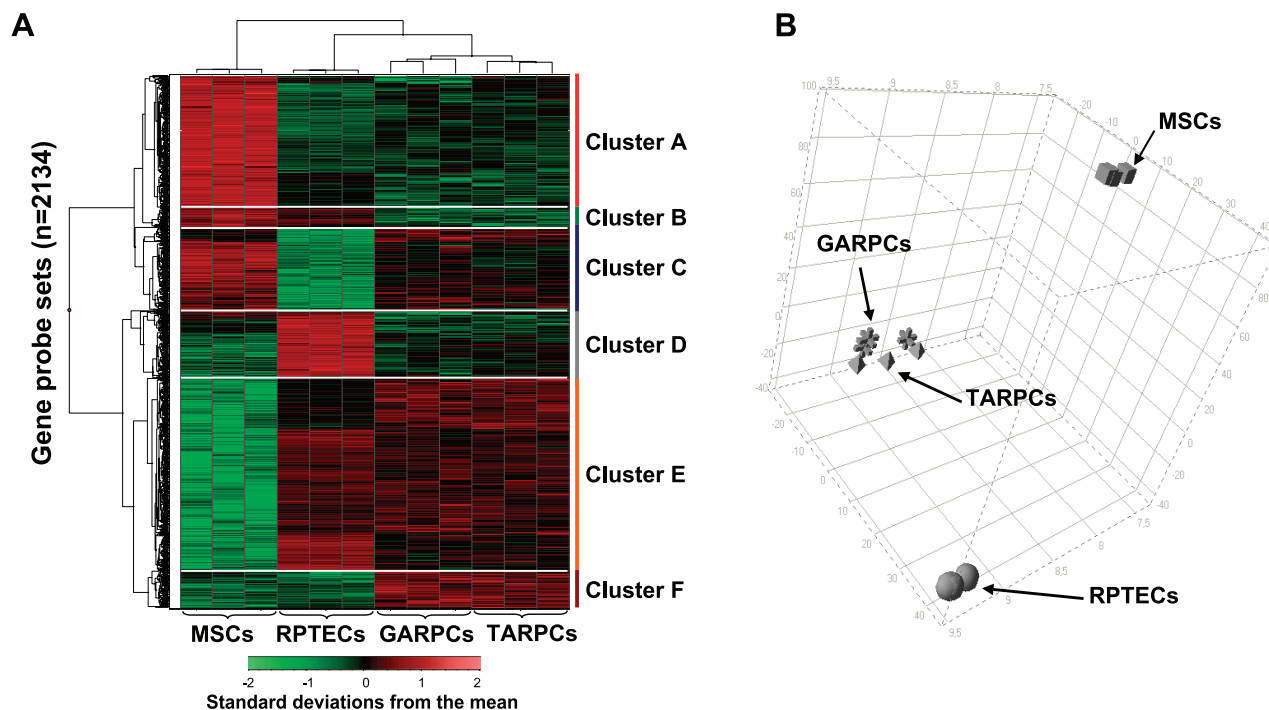 A
B
Gene probe sets (n=2134)
Cluster A
Cluster B
Cluster C
Cluster D
Cluster E
Cluster F
MSCs
RPTECs
GARPCs
TARPCs
-2 -1 0 1 2
Standard deviations from the mean
100
80
60
40
20
0
-20
-40
9,5
9
8,5
8
7,5
-20
-10
0
10
20
30
40
MSCs
GARPCs
TARPCs
RPTECs
80
60
40
20
0
-20
-40
-20
-10
0
10
20
30
40
7,5
8
8,5
9
9,5